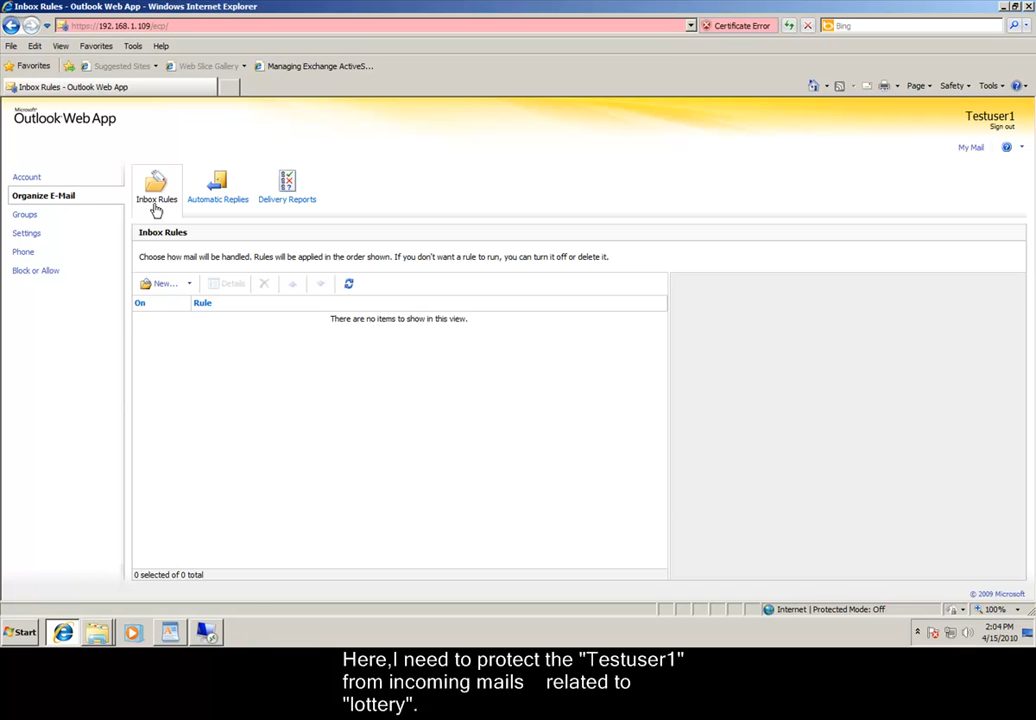 Inbox Rules - Outlook Web App - Windows Internet Explorer
https://192.168.1.109/ecp/
Certificate Error
Bing
File Edit View Favorites Tools Help
Favorites Suggested Sites Web Slice Gallery Managing Exchange ActiveS...
Inbox Rules - Outlook Web App
Page Safety Tools
Microsoft
Outlook Web App
Testuser1
Sign out
My Mail
Account
Organize E-Mail
Groups
Settings
Phone
Block or Allow
Inbox Rules Automatic Replies Delivery Reports
Inbox Rules
Choose how mail will be handled. Rules will be applied in the order shown. If you don't want a rule to run, you can turn it off or delete it.
New... Details
On Rule
There are no items to show in this view.
0 selected of 0 total
© 2009 Microsoft
Internet | Protected Mode: Off
100%
Start
2:04 PM
4/15/2010
Here,I need to protect the "Testuser1"
from incoming mails related to
"lottery".